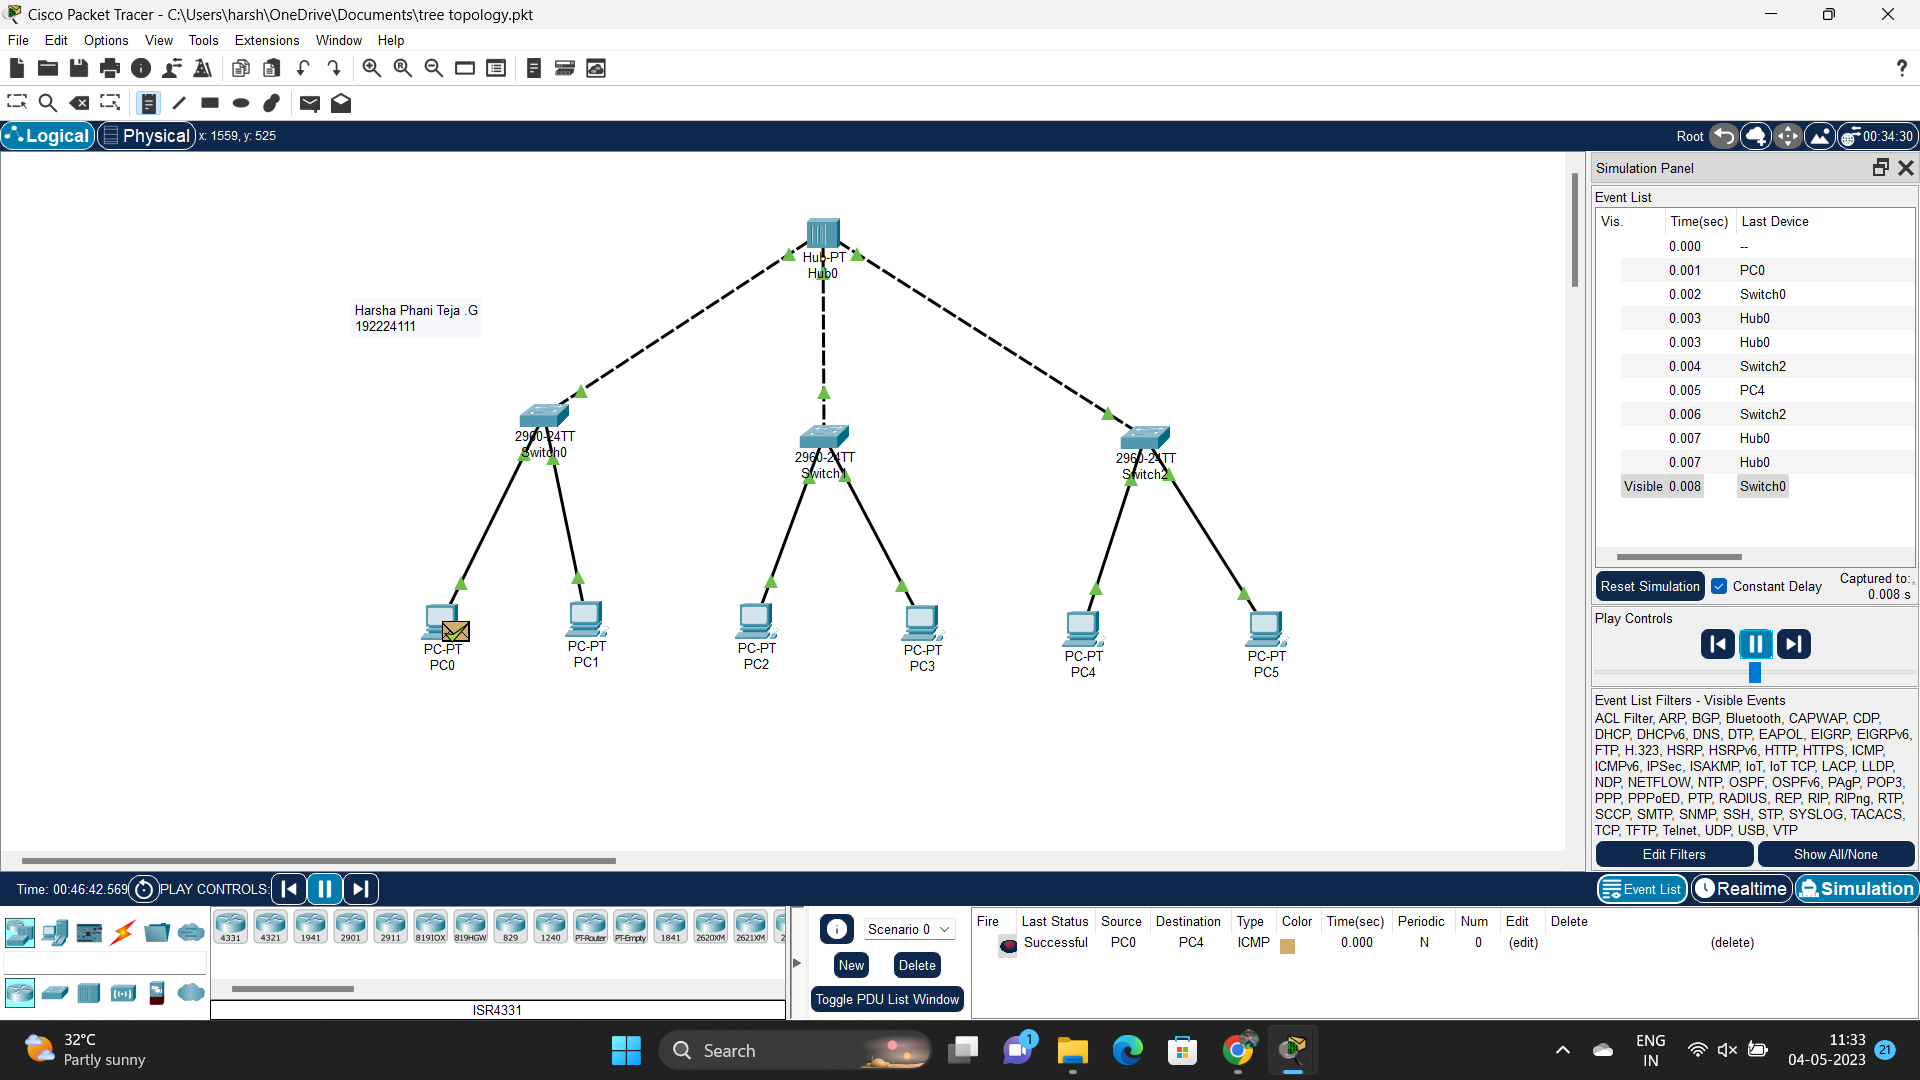 Cisco Packet Tracer - C:\Users\harsh\OneDrive\Documents\tree topology.pkt
File Edit Options View Tools Extensions Window Help
?
Logical Physical x: 1559, y: 525 Root 00:34:30
Simulation Panel
Event List
Vis. Time(sec) Last Device
0.000 --
0.001 PC0
0.002 Switch0
0.003 Hub0
0.003 Hub0
0.004 Switch2
0.005 PC4
0.006 Switch2
0.007 Hub0
0.007 Hub0
Visible 0.008 Switch0
Reset Simulation Constant Delay Captured to:
0.008 s
Play Controls
Event List Filters - Visible Events
ACL Filter, ARP, BGP, Bluetooth, CAPWAP, CDP,
DHCP, DHCPv6, DNS, DTP, EAPOL, EIGRP, EIGRPv6,
FTP, H.323, HSRP, HSRPv6, HTTP, HTTPS, ICMP,
ICMPv6, IPSec, ISAKMP, IoT, IoT TCP, LACP, LLDP,
NDP, NETFLOW, NTP, OSPF, OSPFv6, PAgP, POP3,
PPP, PPPoED, PTP, RADIUS, REP, RIP, RIPng, RTP,
SCCP, SMTP, SNMP, SSH, STP, SYSLOG, TACACS,
TCP, TFTP, Telnet, UDP, USB, VTP
Edit Filters Show All/None
Hub-PT
Hub0
Harsha Phani Teja .G
192224111
2960-24TT
Switch0
2960-24TT
Switch1
2960-24TT
Switch2
PC-PT
PC0
PC-PT
PC1
PC-PT
PC2
PC-PT
PC3
PC-PT
PC4
PC-PT
PC5
Time: 00:46:42.569 PLAY CONTROLS: Event List Realtime Simulation
4331 4321 1941 2901 2911 819IOX 819HGW 829 1240 PT-Router PT-Empty 1841 2620XM 2621XM 2
ISR4331
Scenario 0
New Delete
Toggle PDU List Window
Fire Last Status Source Destination Type Color Time(sec) Periodic Num Edit Delete
Successful PC0 PC4 ICMP 0.000 N 0 (edit) (delete)
32°C
Partly sunny
Search
1
ENG
IN
11:33
04-05-2023
21